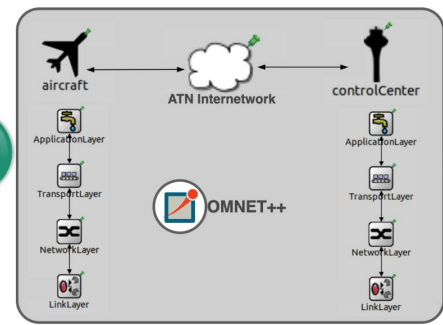 aircraft
ATN Internetwork
controlCenter
ApplicationLayer
ApplicationLayer
TransportLayer
TransportLayer
OMNET++
NetworkLayer
NetworkLayer
LinkLayer
LinkLayer